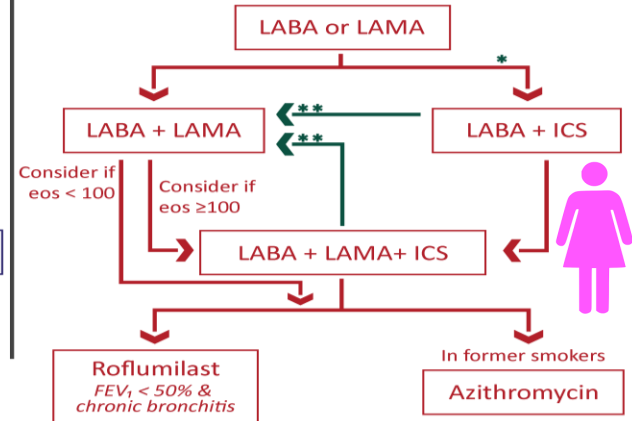 LABA or LAMA
*
**
LABA + LAMA
LABA + ICS
**
Consider if
eos < 100
Consider if
eos ≥100
LABA + LAMA+ ICS
Roflumilast
FEV₁ < 50% &
chronic bronchitis
In former smokers
Azithromycin